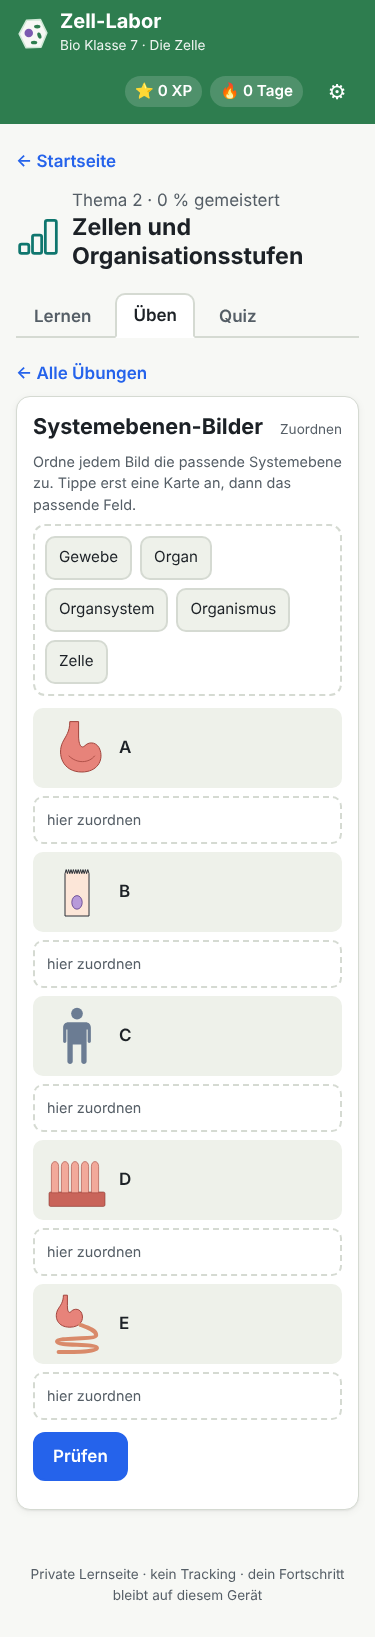 Zell-Labor
Bio Klasse 7 · Die Zelle
⭐ 0 XP
🔥 0 Tage
← Startseite
Thema 2 · 0 % gemeistert
Zellen und
Organisationsstufen
Lernen
Üben
Quiz
← Alle Übungen
Systemebenen-Bilder
Zuordnen
Ordne jedem Bild die passende Systemebene
zu. Tippe erst eine Karte an, dann das
passende Feld.
Gewebe
Organ
Organsystem
Organismus
Zelle
A
hier zuordnen
B
hier zuordnen
C
hier zuordnen
D
hier zuordnen
E
hier zuordnen
Prüfen
Private Lernseite · kein Tracking · dein Fortschritt
bleibt auf diesem Gerät